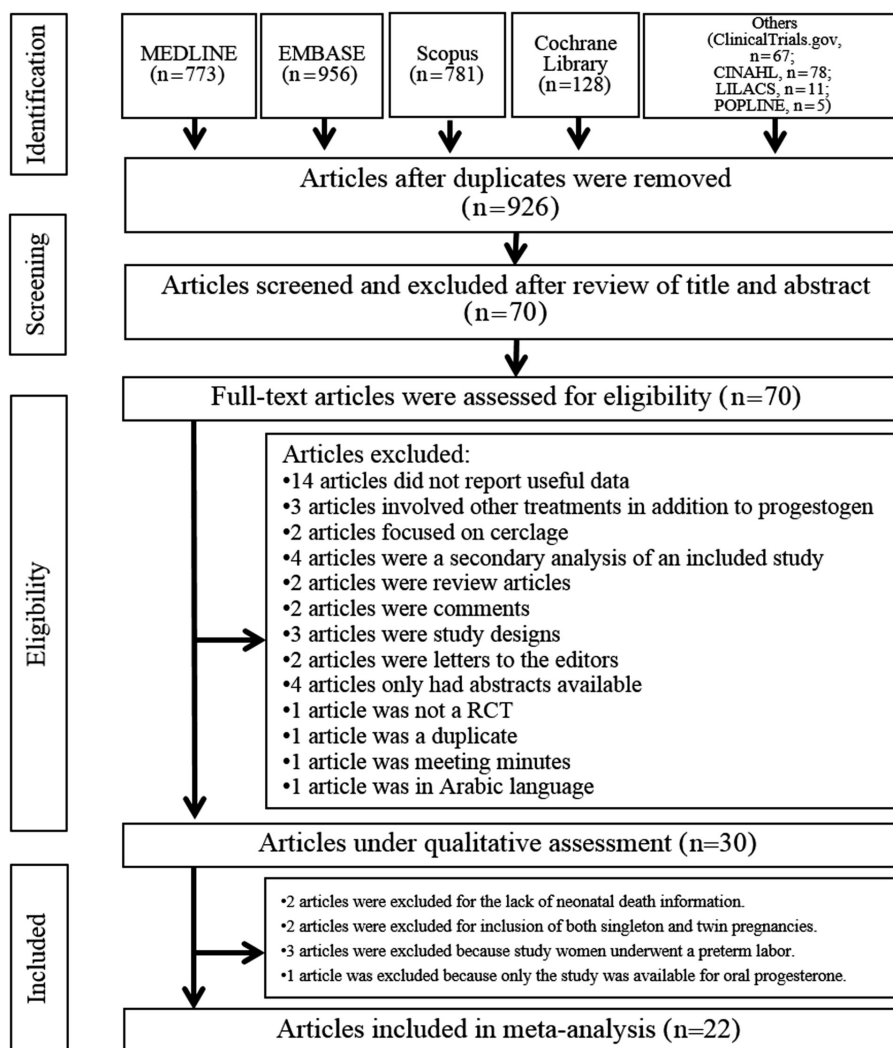 Identification
MEDLINE
(n=773)
EMBASE
(n=956)
Scopus
(n=781)
Cochrane
Library
(n=128)
Others
(ClinicalTrials.gov,
n=67;
CINAHL, n=78;
LILACS, n=11;
POPLINE, n=5)
Articles after duplicates were removed
(n=926)
Screening
Articles screened and excluded after review of title and abstract
(n=70)
Eligibility
Full-text articles were assessed for eligibility (n=70)
Articles excluded:
•14 articles did not report useful data
•3 articles involved other treatments in addition to progestogen
•2 articles focused on cerclage
•4 articles were a secondary analysis of an included study
•2 articles were review articles
•2 articles were comments
•3 articles were study designs
•2 articles were letters to the editors
•4 articles only had abstracts available
•1 article was not a RCT
•1 article was a duplicate
•1 article was meeting minutes
•1 article was in Arabic language
Articles under qualitative assessment (n=30)
Included
•2 articles were excluded for the lack of neonatal death information.
•2 articles were excluded for inclusion of both singleton and twin pregnancies.
•3 articles were excluded because study women underwent a preterm labor.
•1 article was excluded because only the study was available for oral progesterone.
Articles included in meta-analysis (n=22)